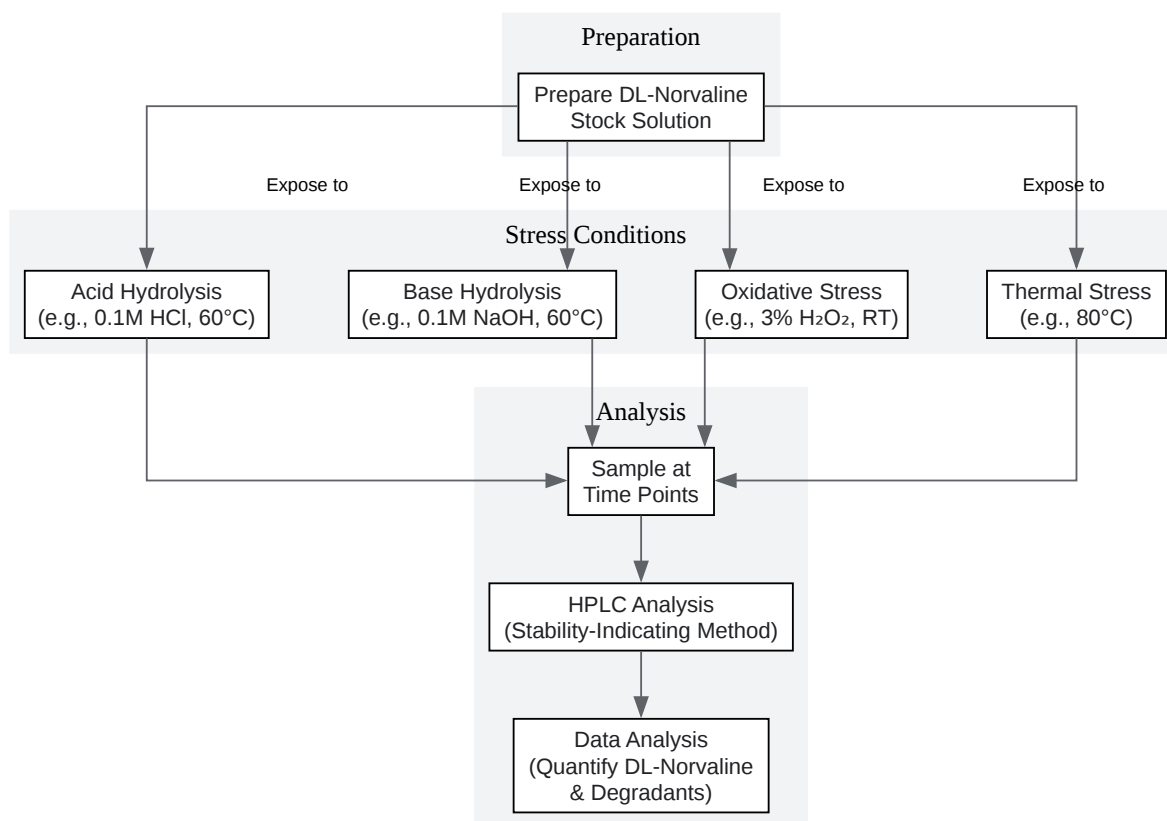 Preparation
Prepare DL-Norvaline
Stock Solution
Expose to
Expose to
Expose to
Expose to
Stress Conditions
Acid Hydrolysis
(e.g., 0.1M HCl, 60°C)
Base Hydrolysis
(e.g., 0.1M NaOH, 60°C)
Oxidative Stress
(e.g., 3% H₂O₂, RT)
Thermal Stress
(e.g., 80°C)
Analysis
Sample at
Time Points
HPLC Analysis
(Stability-Indicating Method)
Data Analysis
(Quantify DL-Norvaline
& Degradants)